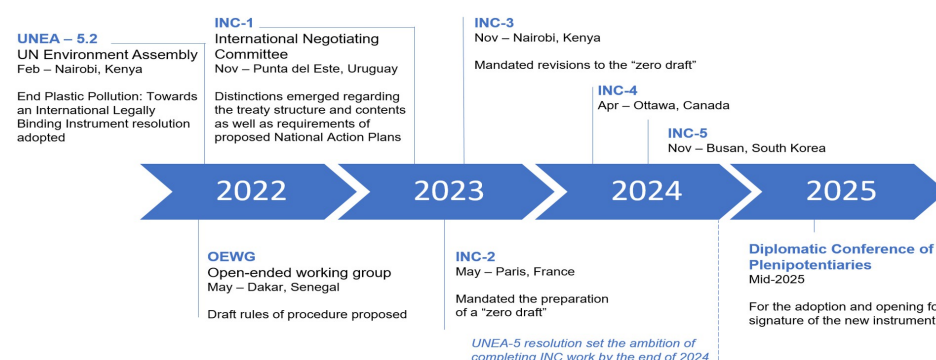 UNEA – 5.2
UN Environment Assembly
Feb – Nairobi, Kenya
End Plastic Pollution: Towards
an International Legally
Binding Instrument resolution
adopted
INC-1
International Negotiating
Committee
Nov – Punta del Este, Uruguay
Distinctions emerged regarding
the treaty structure and contents
as well as requirements of
proposed National Action Plans
INC-3
Nov – Nairobi, Kenya
Mandated revisions to the “zero draft”
INC-4
Apr – Ottawa, Canada
INC-5
Nov – Busan, South Korea
2022
2023
2024
2025
OEWG
Open-ended working group
May – Dakar, Senegal
Draft rules of procedure proposed
INC-2
May – Paris, France
Mandated the preparation
of a “zero draft”
UNEA-5 resolution set the ambition of
completing INC work by the end of 2024
Diplomatic Conference of
Plenipotentiaries
Mid-2025
For the adoption and opening fo
signature of the new instrument